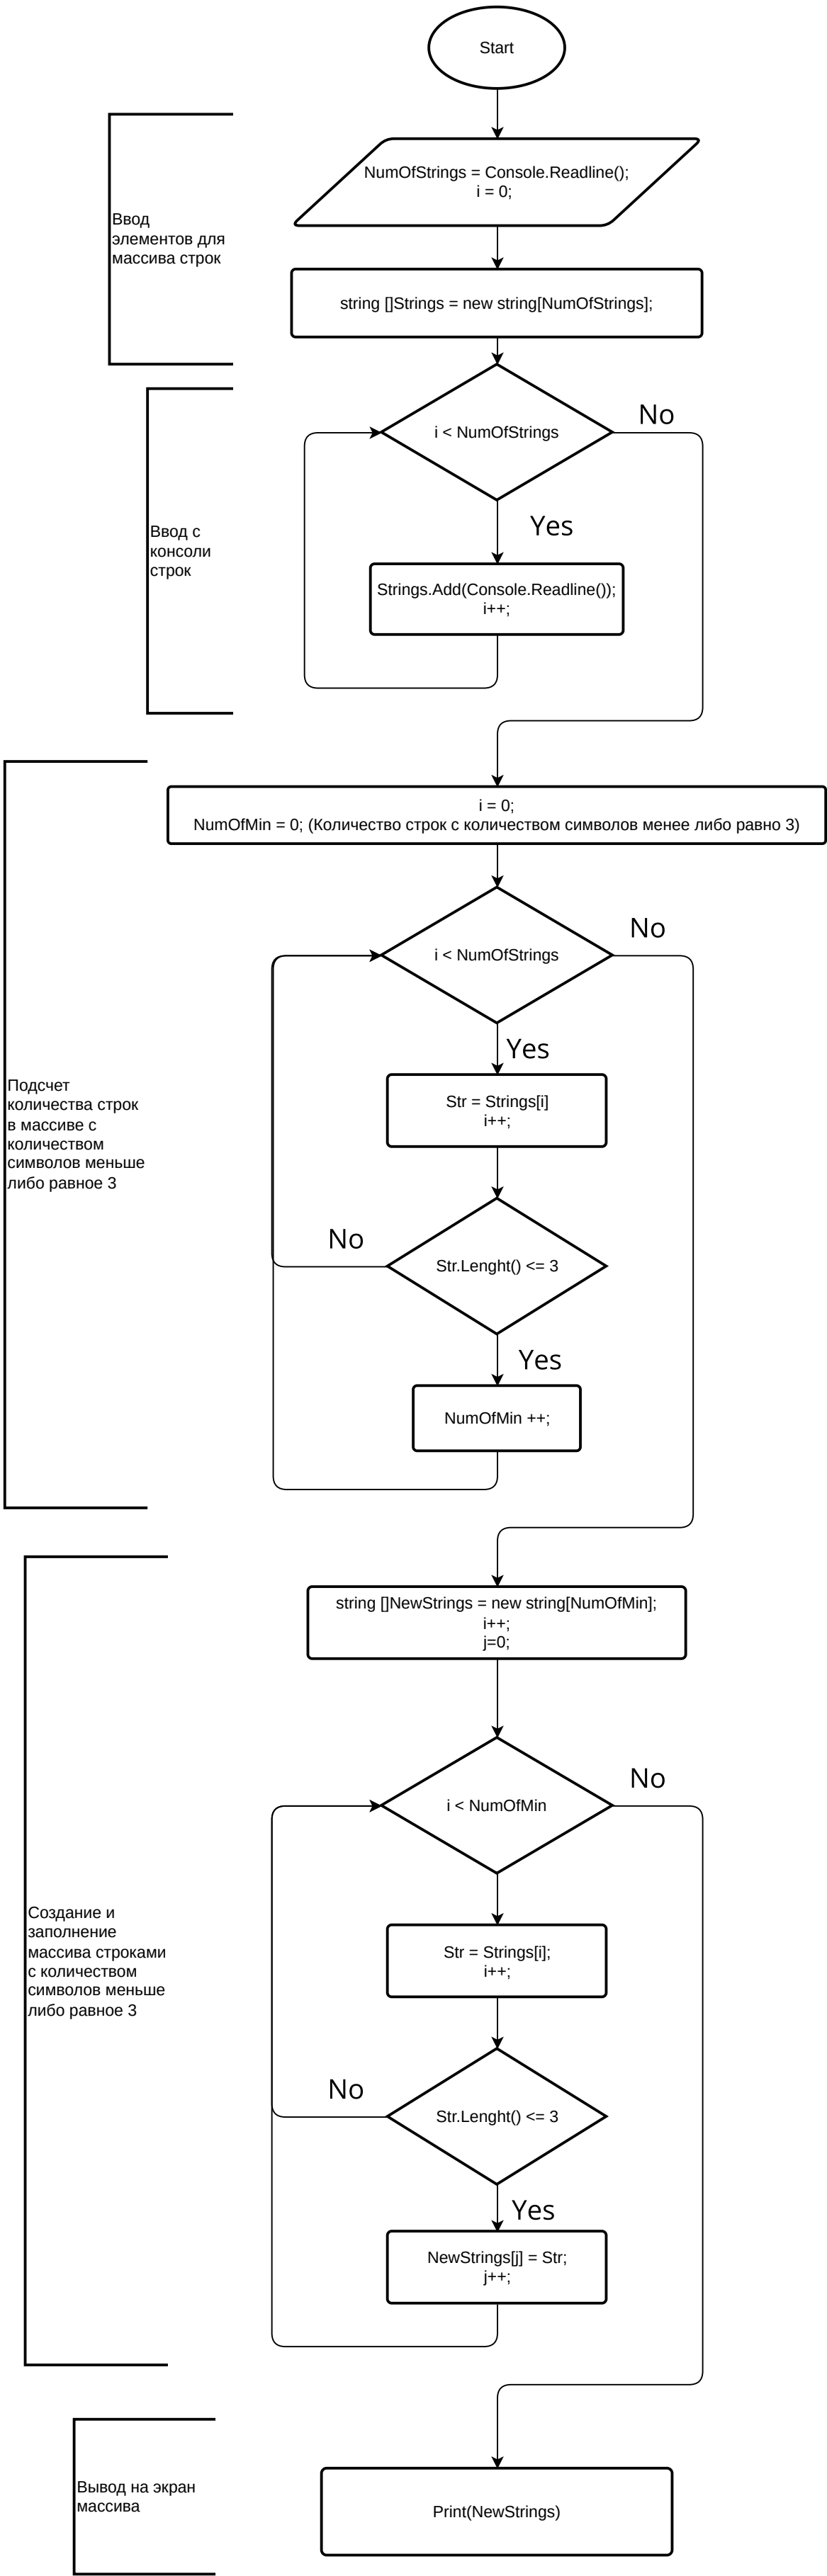 Start
NumOfStrings = Console.Readline();
i = 0;
Ввод
элементов для
массива строк
string []Strings = new string[NumOfStrings];
i < NumOfStrings
No
Yes
Ввод с
консоли
строк
Strings.Add(Console.Readline());
i++;
i = 0;
NumOfMin = 0; (Количество строк с количеством символов менее либо равно 3)
i < NumOfStrings
No
Yes
Подсчет
количества строк
в массиве с
количеством
символов меньше
либо равное 3
Str = Strings[i]
i++;
No
Str.Lenght() <= 3
Yes
NumOfMin ++;
string []NewStrings = new string[NumOfMin];
i++;
j=0;
No
i < NumOfMin
Создание и
заполнение
массива строками
с количеством
символов меньше
либо равное 3
Str = Strings[i];
i++;
No
Str.Lenght() <= 3
Yes
NewStrings[j] = Str;
j++;
Вывод на экран
массива
Print(NewStrings)